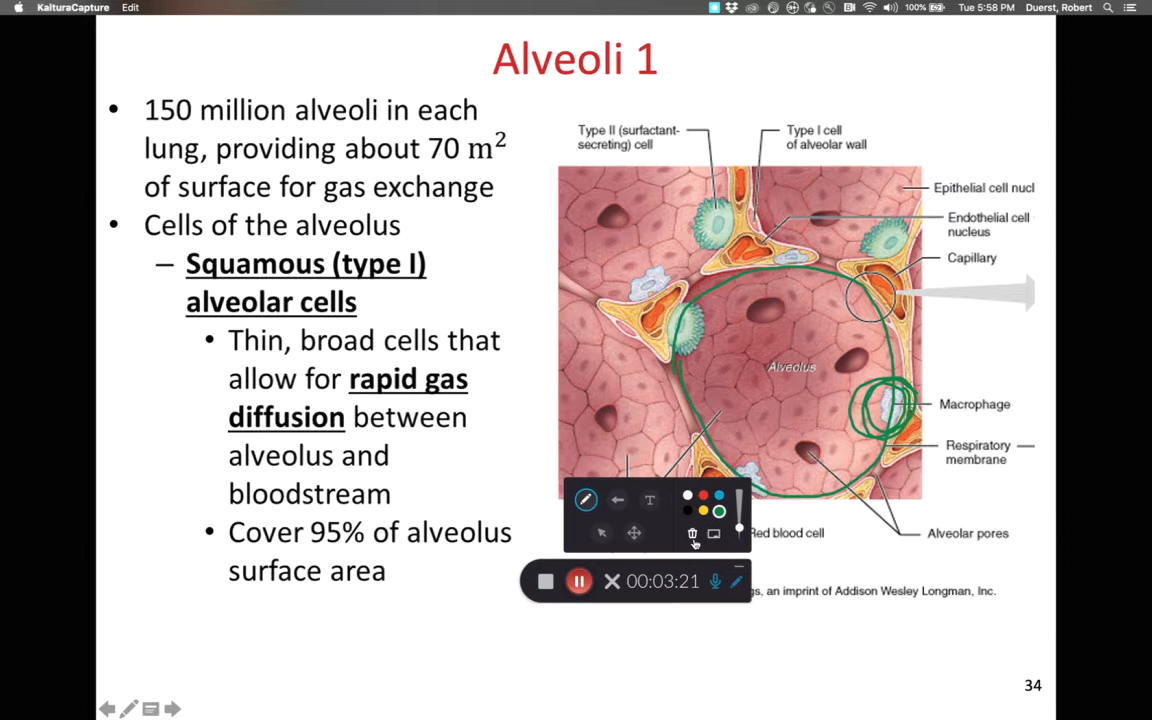 KalturaCapture Edit
100% Tue 5:58 PM Duerst, Robert
Alveoli 1
• 150 million alveoli in each
lung, providing about 70 m²
of surface for gas exchange
• Cells of the alveolus
– Squamous (type I)
alveolar cells
• Thin, broad cells that
allow for rapid gas
diffusion between
alveolus and
bloodstream
• Cover 95% of alveolus
surface area
Type II (surfactant-
secreting) cell
Type I cell
of alveolar wall
Epithelial cell nucl
Endothelial cell
nucleus
Capillary
Alveolus
Macrophage
Respiratory
membrane
Red blood cell
Alveolar pores
T
00:03:21
gs, an imprint of Addison Wesley Longman, Inc.
34